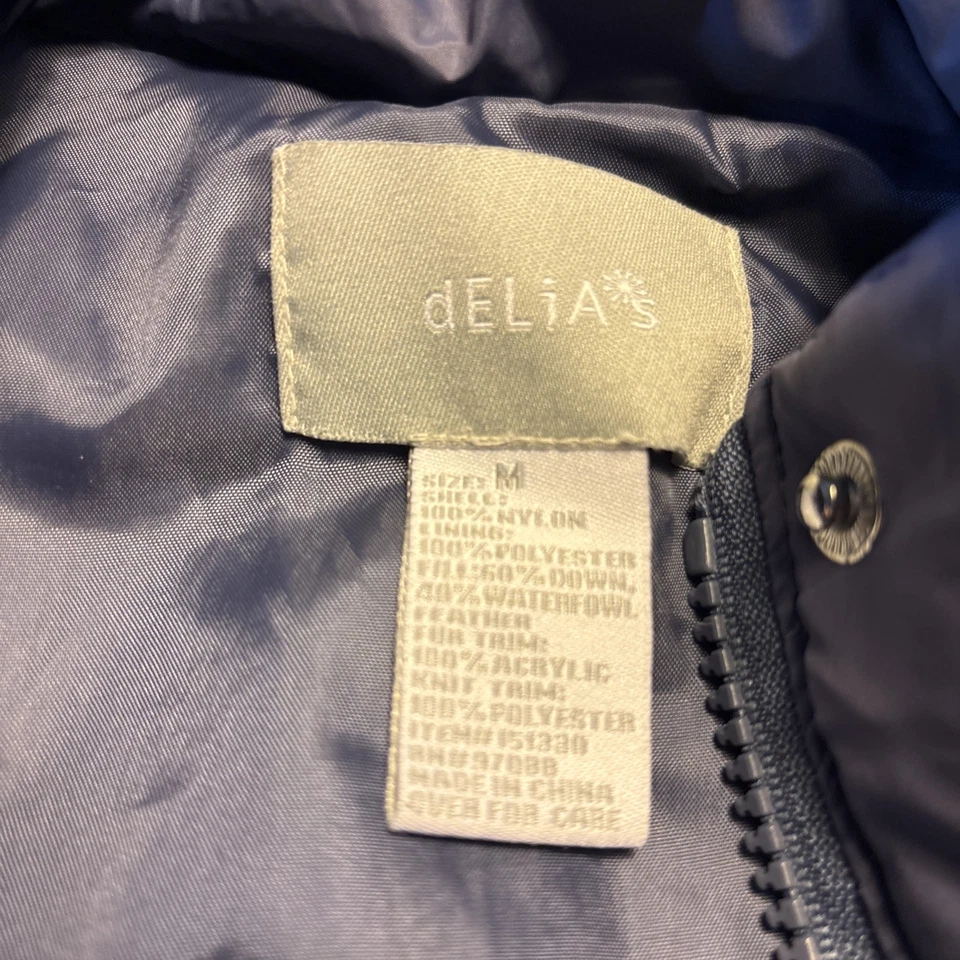 dELiA*s
SIZE: M
SHELL:
100% NYLON
LINING:
100% POLYESTER
FILL: 60% DOWN,
40% WATERFOWL
FEATHER
FUR TRIM:
100% ACRYLIC
KNIT TRIM:
100% POLYESTER
ITEM# 151330
RN# 97038
MADE IN CHINA
OVER FOR CARE